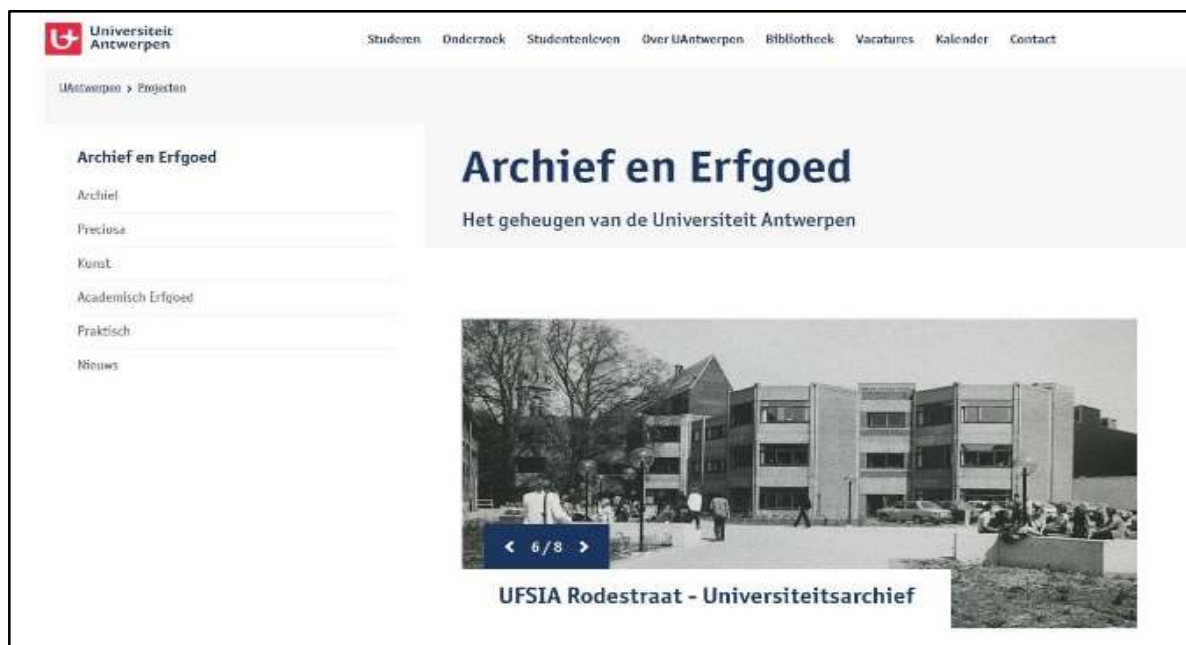 Universiteit
Antwerpen
Studeren Onderzoek Studentenleven Over UAntwerpen Bibliotheek Vacatures Kalender Contact
UAntwerpen > Projecten
Archief en Erfgoed
Archief
Preciosa
Kunst
Academisch Erfgoed
Praktisch
Nieuws
Archief en Erfgoed
Het geheugen van de Universiteit Antwerpen
< 6/8 >
UFSIA Rodestraat - Universiteitsarchief